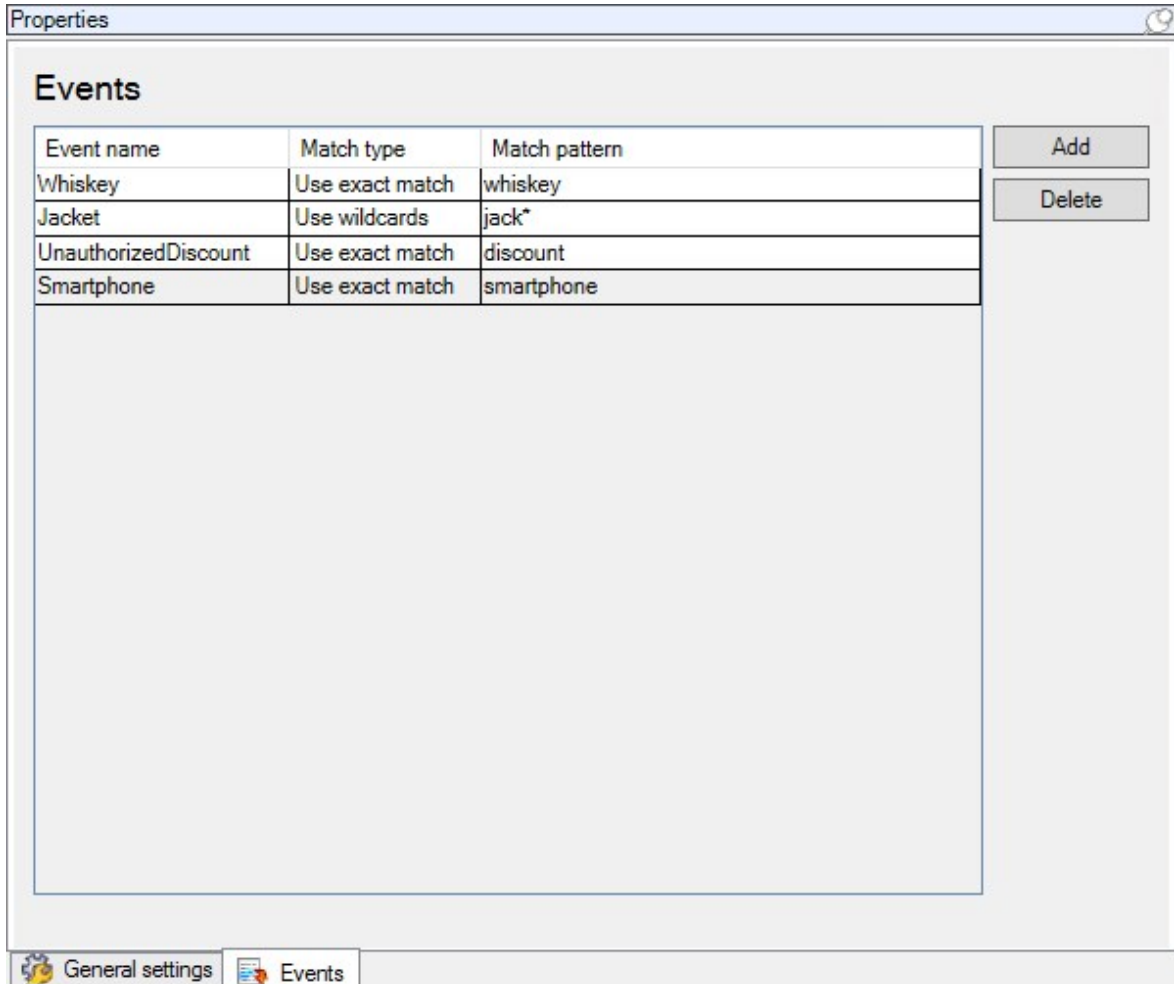 Properties
Events
Event name Match type Match pattern
Add
Whiskey Use exact match whiskey
Delete
Jacket Use wildcards jack*
UnauthorizedDiscount Use exact match discount
Smartphone Use exact match smartphone
General settings Events